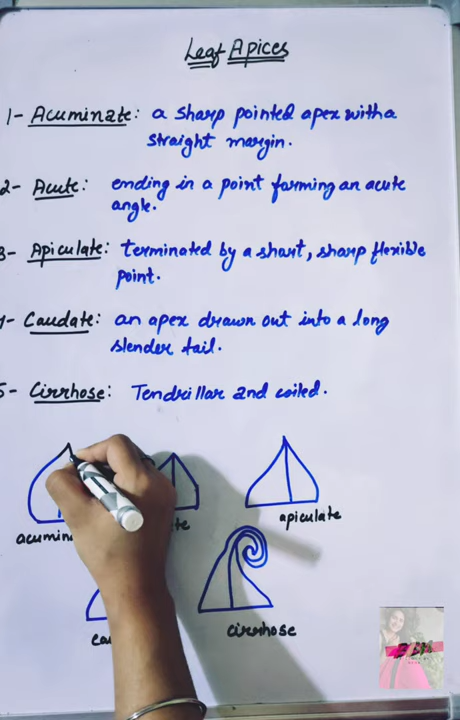 Leaf Apices
1- Acuminate: a sharp pointed apex with a
straight margin.
2- Acute: ending in a point forming an acute
angle.
3- Apiculate: terminated by a short, sharp flexible
point.
4- Caudate: an apex drawn out into a long
slender tail.
5- Cirrhose: Tendrillar and coiled.
apiculate
cirrhose